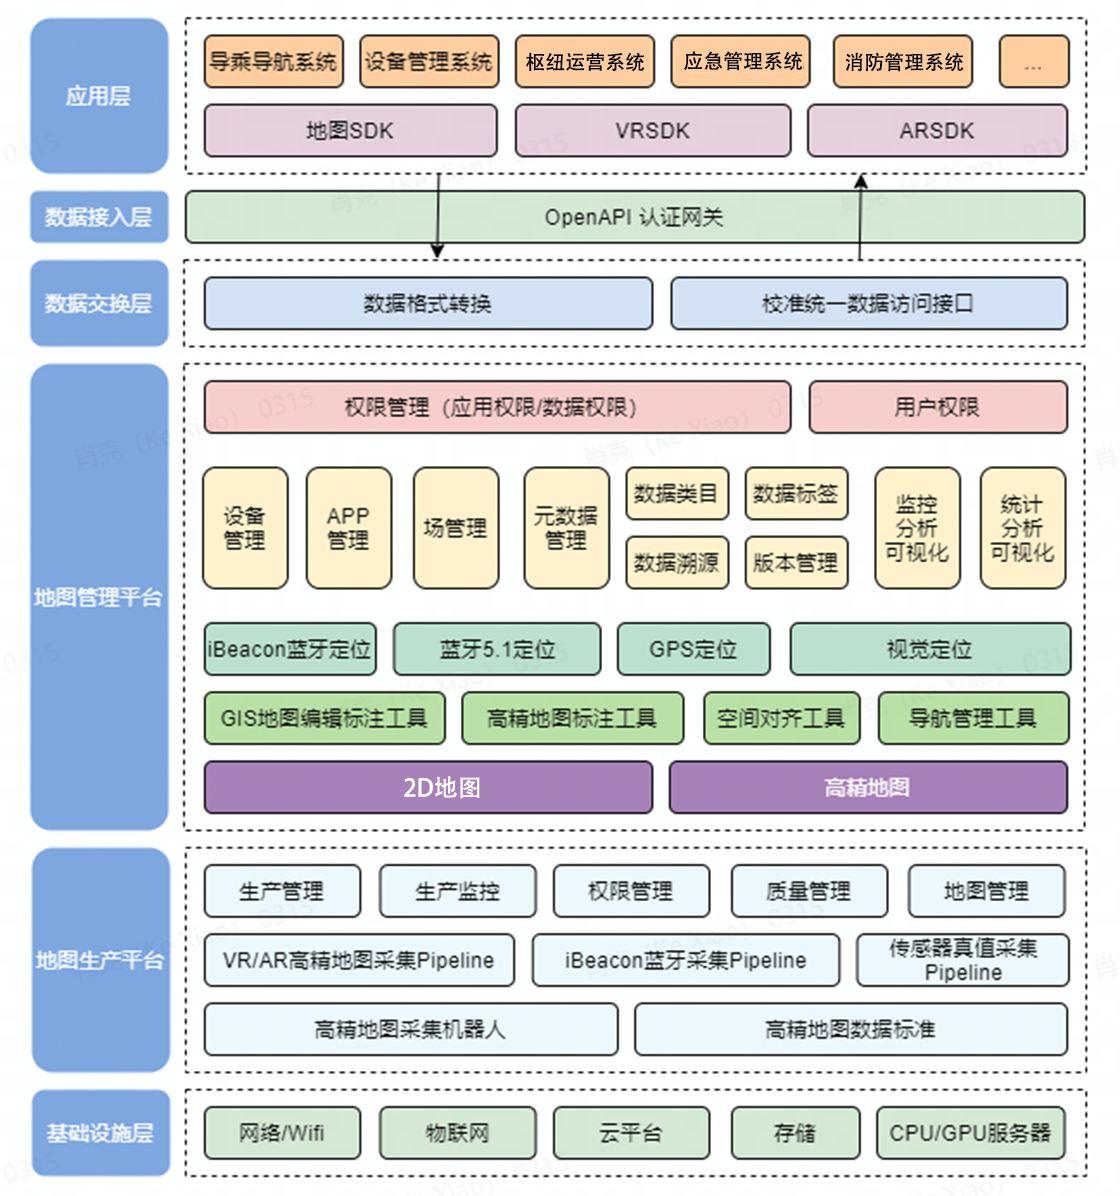 应用层
导乘导航系统
设备管理系统
枢纽运营系统
应急管理系统
消防管理系统
...
地图SDK
VRSDK
ARSDK
数据接入层
OpenAPI 认证网关
数据交换层
数据格式转换
校准统一数据访问接口
地图管理平台
权限管理（应用权限/数据权限）
用户权限
设备
管理
APP
管理
场管理
元数据
管理
数据类目
数据标签
数据溯源
版本管理
监控
分析
可视化
统计
分析
可视化
iBeacon蓝牙定位
蓝牙5.1定位
GPS定位
视觉定位
GIS地图编辑标注工具
高精地图标注工具
空间对齐工具
导航管理工具
2D地图
高精地图
地图生产平台
生产管理
生产监控
权限管理
质量管理
地图管理
VR/AR高精地图采集Pipeline
iBeacon蓝牙采集Pipeline
传感器真值采集
Pipeline
高精地图采集机器人
高精地图数据标准
基础设施层
网络/Wifi
物联网
云平台
存储
CPU/GPU服务器
肖克（Ke Xiao） 0315